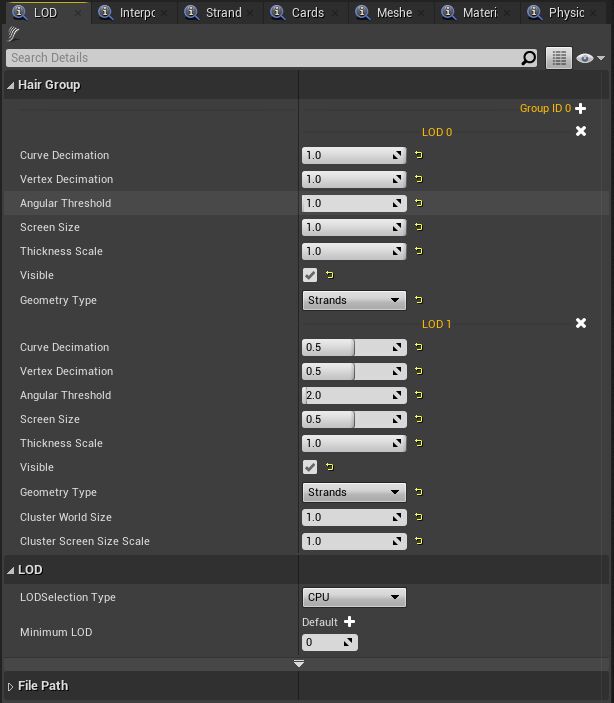 LOD Interpo Strand Cards Meshe Materi Physic
Search Details
Hair Group
Group ID 0
LOD 0
Curve Decimation 1.0
Vertex Decimation 1.0
Angular Threshold 1.0
Screen Size 1.0
Thickness Scale 1.0
Visible
Geometry Type Strands
LOD 1
Curve Decimation 0.5
Vertex Decimation 0.5
Angular Threshold 2.0
Screen Size 0.5
Thickness Scale 1.0
Visible
Geometry Type Strands
Cluster World Size 1.0
Cluster Screen Size Scale 1.0
LOD
LODSelection Type CPU
Default
Minimum LOD
0
File Path